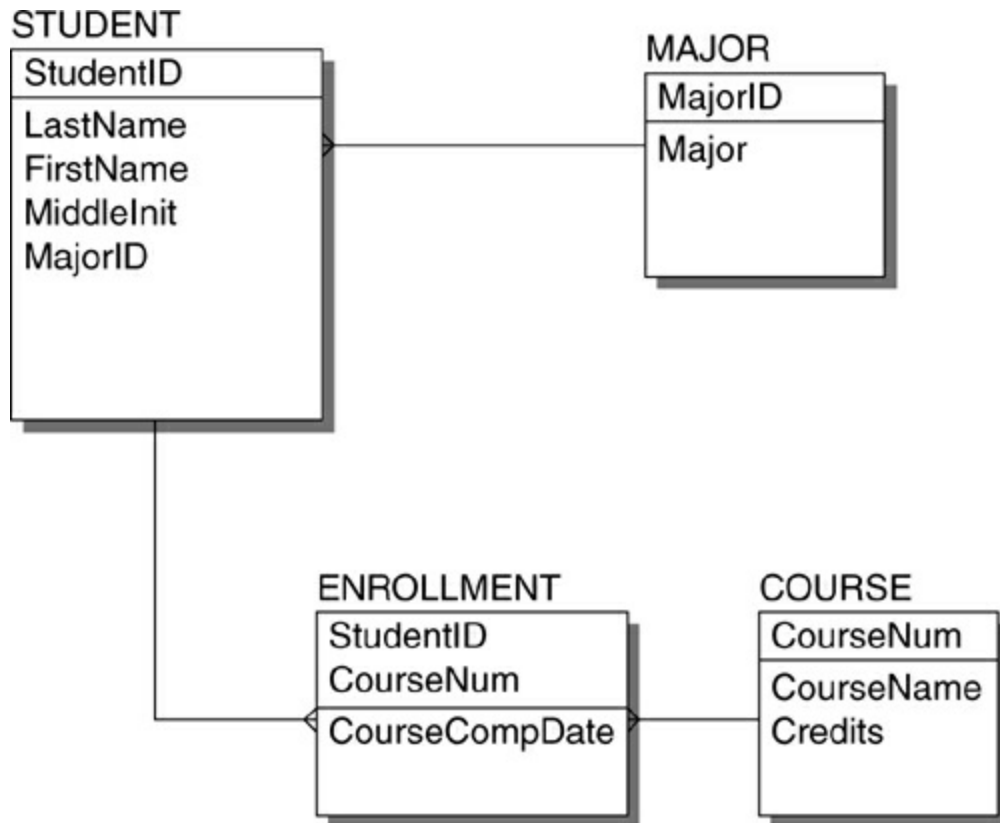 STUDENT
StudentID
LastName
FirstName
MiddleInit
MajorID
MAJOR
MajorID
Major
ENROLLMENT
StudentID
CourseNum
CourseCompDate
COURSE
CourseNum
CourseName
Credits